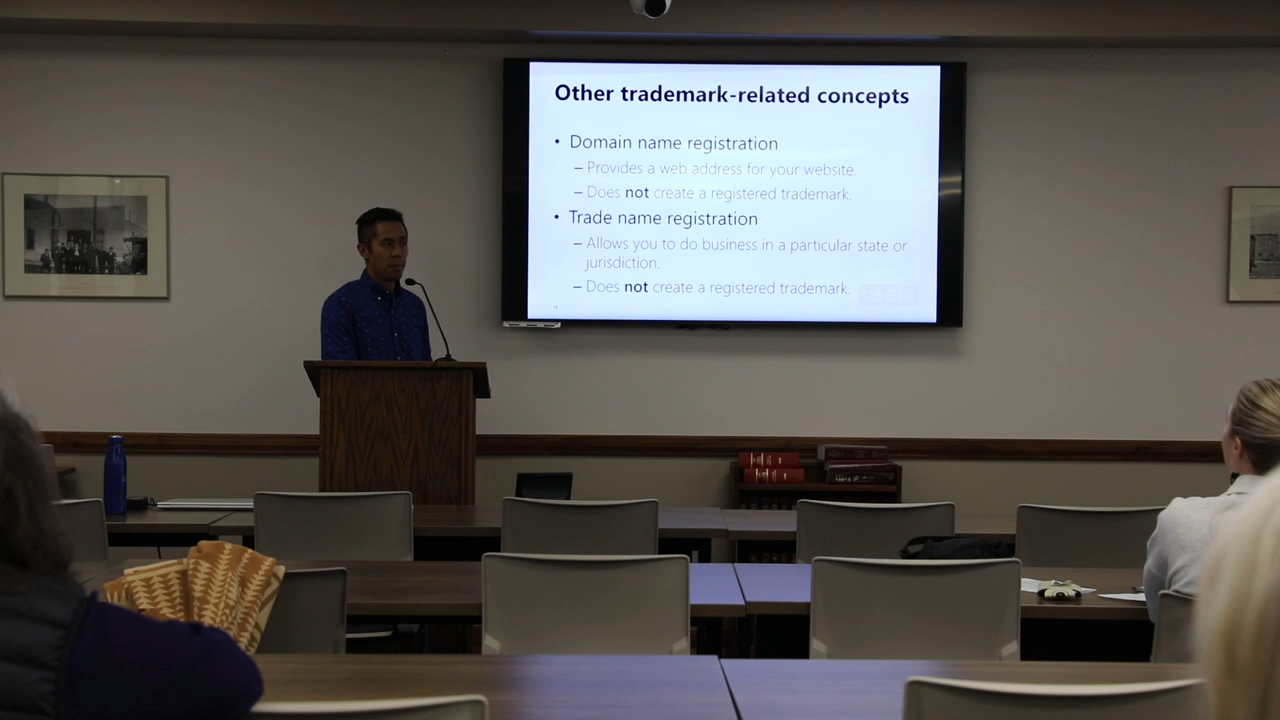 Other trademark-related concepts
• Domain name registration
– Provides a web address for your website.
– Does not create a registered trademark.
• Trade name registration
– Allows you to do business in a particular state or
jurisdiction.
– Does not create a registered trademark.
uspto